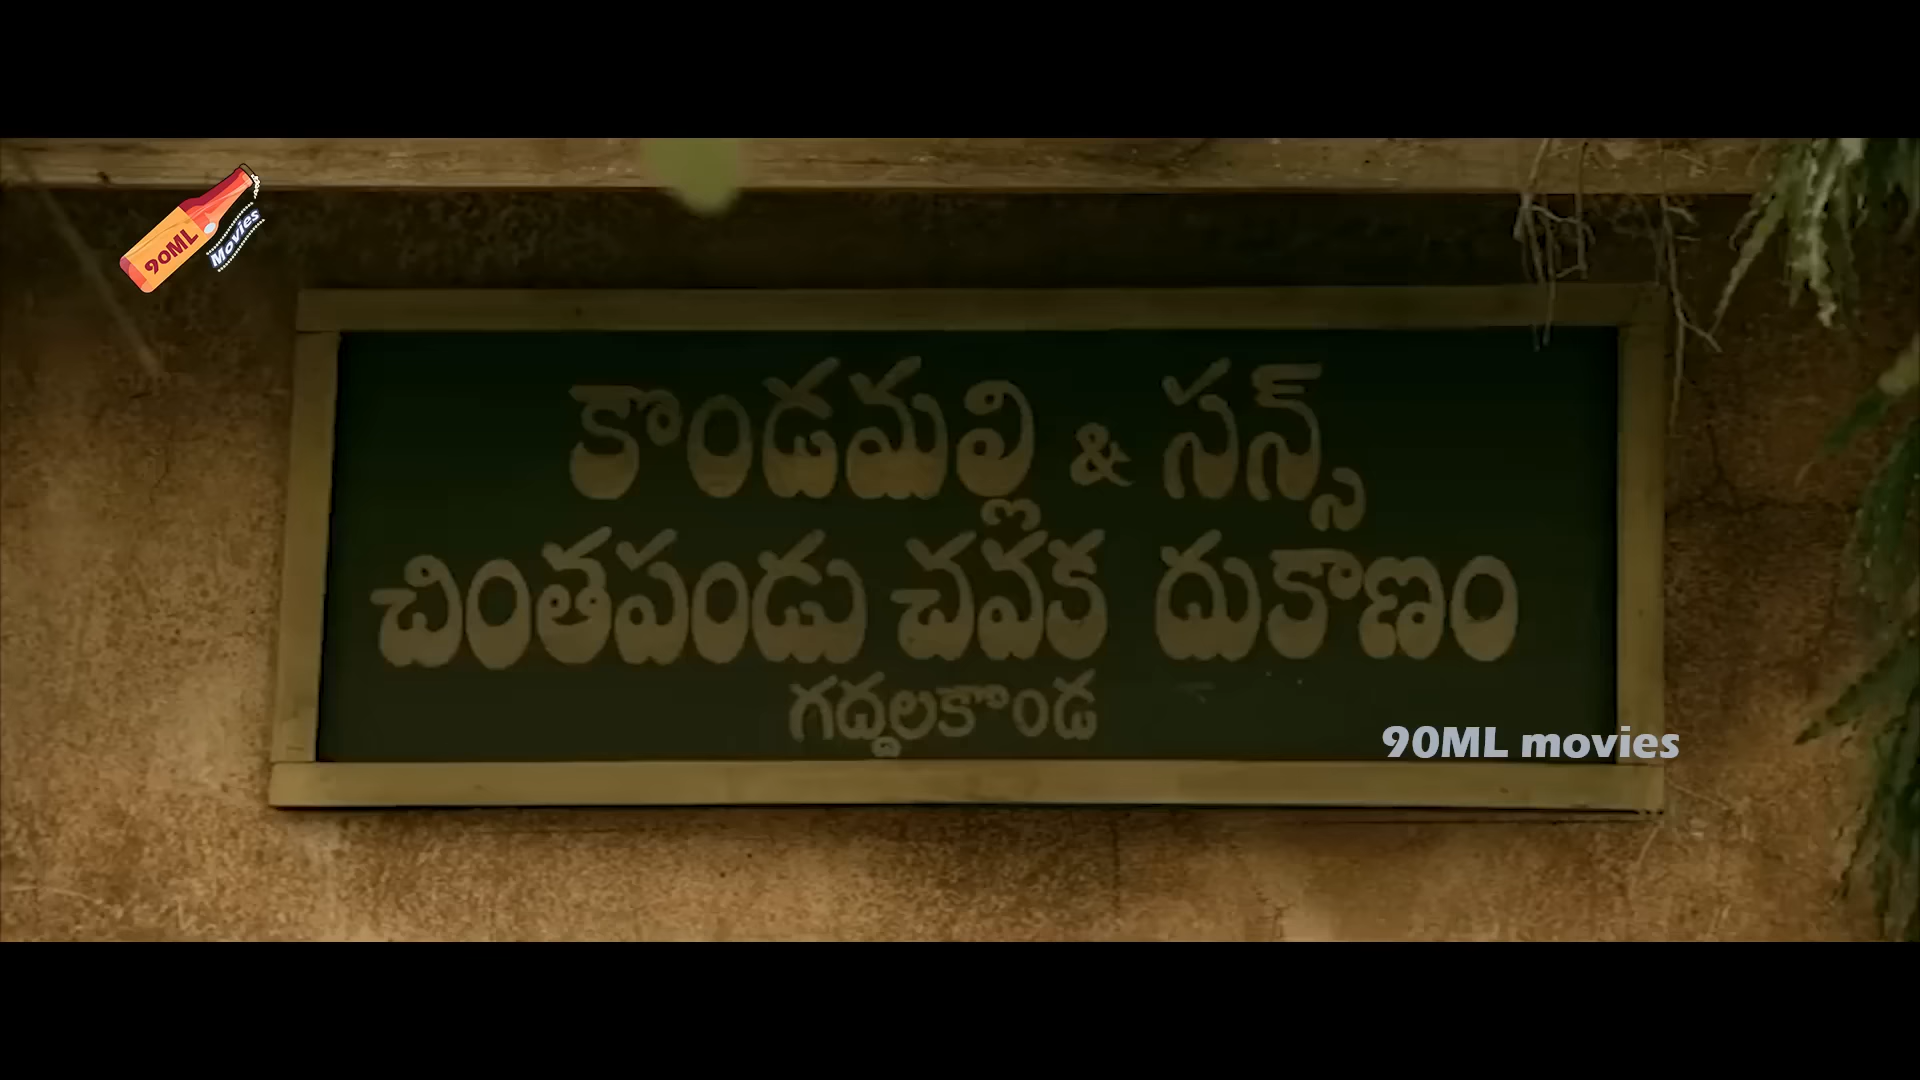 90ML
Movies
కొండమల్లి & సన్స్
చింతపండు చవక దుకాణం
గద్దలకొండ
90ML movies